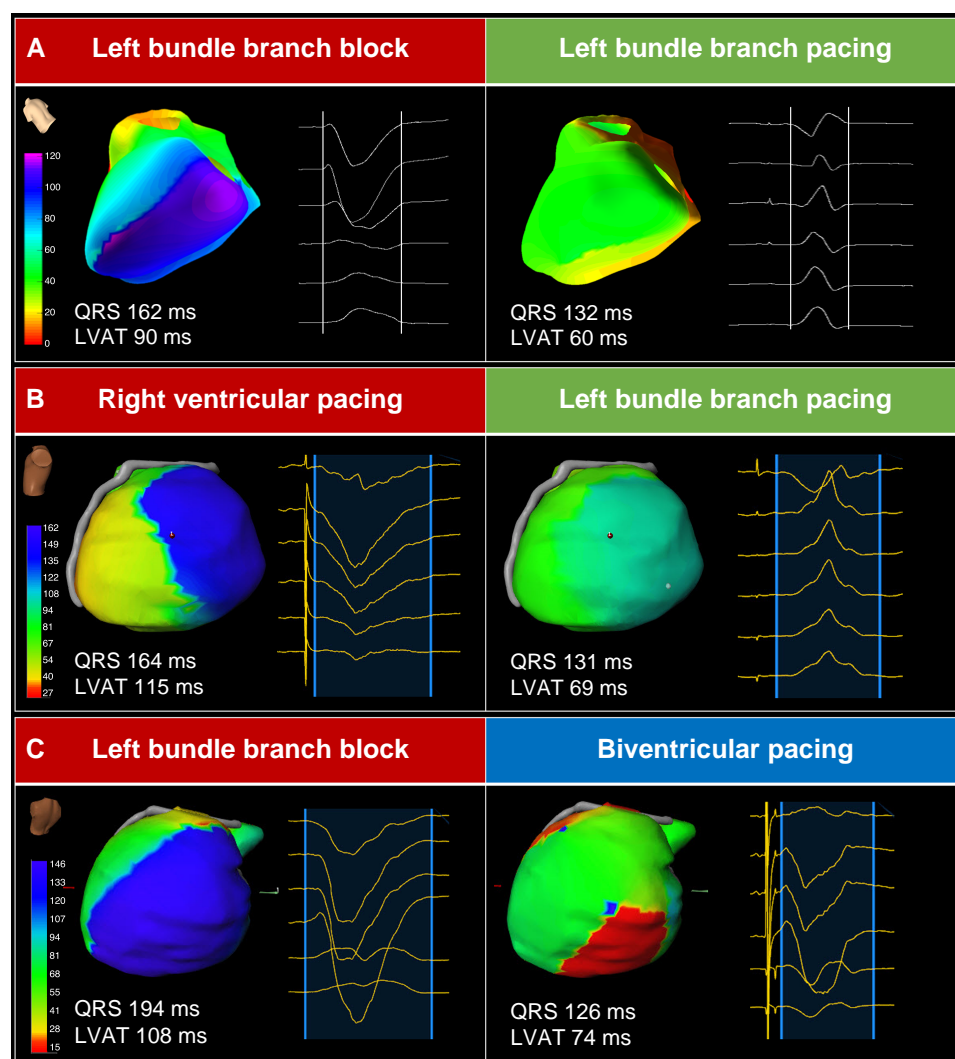 A
Left bundle branch block
Left bundle branch pacing
120
100
80
60
40
20
0
QRS 162 ms
LVAT 90 ms
QRS 132 ms
LVAT 60 ms
B
Right ventricular pacing
Left bundle branch pacing
162
149
135
122
108
94
81
67
54
40
27
QRS 164 ms
LVAT 115 ms
QRS 131 ms
LVAT 69 ms
C
Left bundle branch block
Biventricular pacing
146
133
120
107
94
81
68
54
41
28
15
QRS 194 ms
LVAT 108 ms
QRS 126 ms
LVAT 74 ms